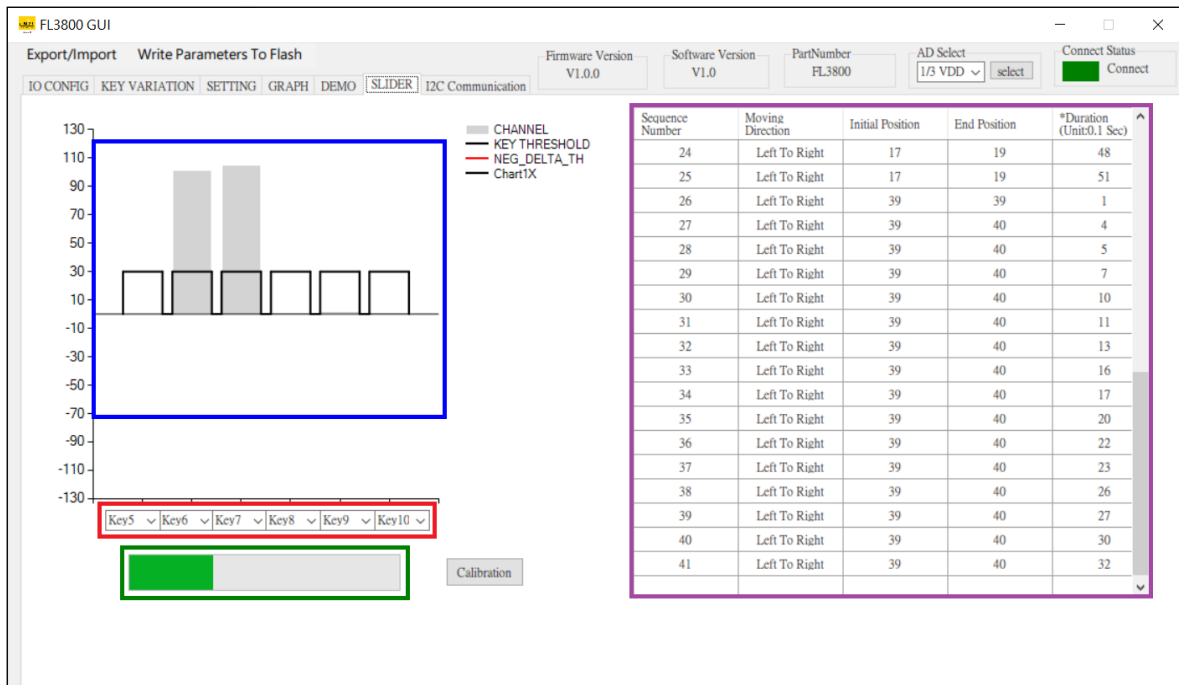 FL3800 GUI
Export/Import Write Parameters To Flash
Firmware Version
V1.0.0
Software Version
V1.0
PartNumber
FL3800
AD Select
1/3 VDD select
Connect Status
Connect
IO CONFIG KEY VARIATION SETTING GRAPH DEMO SLIDER I2C Communication
130
110
90
70
50
30
10
-10
-30
-50
-70
-90
-110
-130
CHANNEL
KEY THRESHOLD
NEG_DELTA_TH
Chart1X
Key5 Key6 Key7 Key8 Key9 Key10
Calibration
Sequence Number Moving Direction Initial Position End Position *Duration (Unit:0.1 Sec)
24 Left To Right 17 19 48
25 Left To Right 17 19 51
26 Left To Right 39 39 1
27 Left To Right 39 40 4
28 Left To Right 39 40 5
29 Left To Right 39 40 7
30 Left To Right 39 40 10
31 Left To Right 39 40 11
32 Left To Right 39 40 13
33 Left To Right 39 40 16
34 Left To Right 39 40 17
35 Left To Right 39 40 20
36 Left To Right 39 40 22
37 Left To Right 39 40 23
38 Left To Right 39 40 26
39 Left To Right 39 40 27
40 Left To Right 39 40 30
41 Left To Right 39 40 32